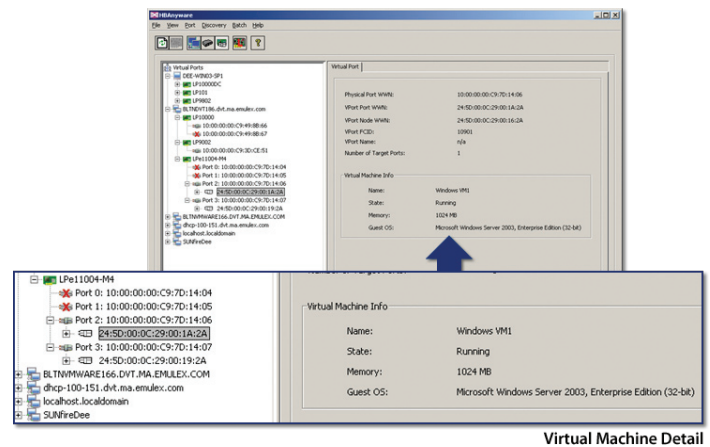 HBAnyware
File View Port Discovery Batch Help
Virtual Ports
DEE-WIN03-SP1
LP10000DC
LP101
LP9802
BLTNDVT186.dvt.ma.emulex.com
LP10000
10:00:00:00:C9:49:8B:66
10:00:00:00:C9:49:8B:67
LP9002
10:00:00:00:C9:3D:CE:51
LPe11004-M4
Port 0: 10:00:00:00:C9:7D:14:04
Port 1: 10:00:00:00:C9:7D:14:05
Port 2: 10:00:00:00:C9:7D:14:06
24:5D:00:0C:29:00:1A:2A
Port 3: 10:00:00:00:C9:7D:14:07
24:5D:00:0C:29:00:19:2A
BLTNVMWARE166.DVT.MA.EMULEX.COM
dhcp-100-151.dvt.ma.emulex.com
localhost.localdomain
SUNfireDee
Virtual Port
Physical Port WWN: 10:00:00:00:C9:7D:14:06
VPort Port WWN: 24:5D:00:0C:29:00:1A:2A
VPort Node WWN: 24:5D:00:0C:29:00:16:2A
VPort FCID: 10901
VPort Name: n/a
Number of Target Ports: 1
Virtual Machine Info
Name: Windows VM1
State: Running
Memory: 1024 MB
Guest OS: Microsoft Windows Server 2003, Enterprise Edition (32-bit)
LPe11004-M4
Port 0: 10:00:00:00:C9:7D:14:04
Port 1: 10:00:00:00:C9:7D:14:05
Port 2: 10:00:00:00:C9:7D:14:06
24:5D:00:0C:29:00:1A:2A
Port 3: 10:00:00:00:C9:7D:14:07
24:5D:00:0C:29:00:19:2A
BLTNVMWARE166.DVT.MA.EMULEX.COM
dhcp-100-151.dvt.ma.emulex.com
localhost.localdomain
SUNfireDee
Virtual Machine Info
Name: Windows VM1
State: Running
Memory: 1024 MB
Guest OS: Microsoft Windows Server 2003, Enterprise Edition (32-bit)
Virtual Machine Detail